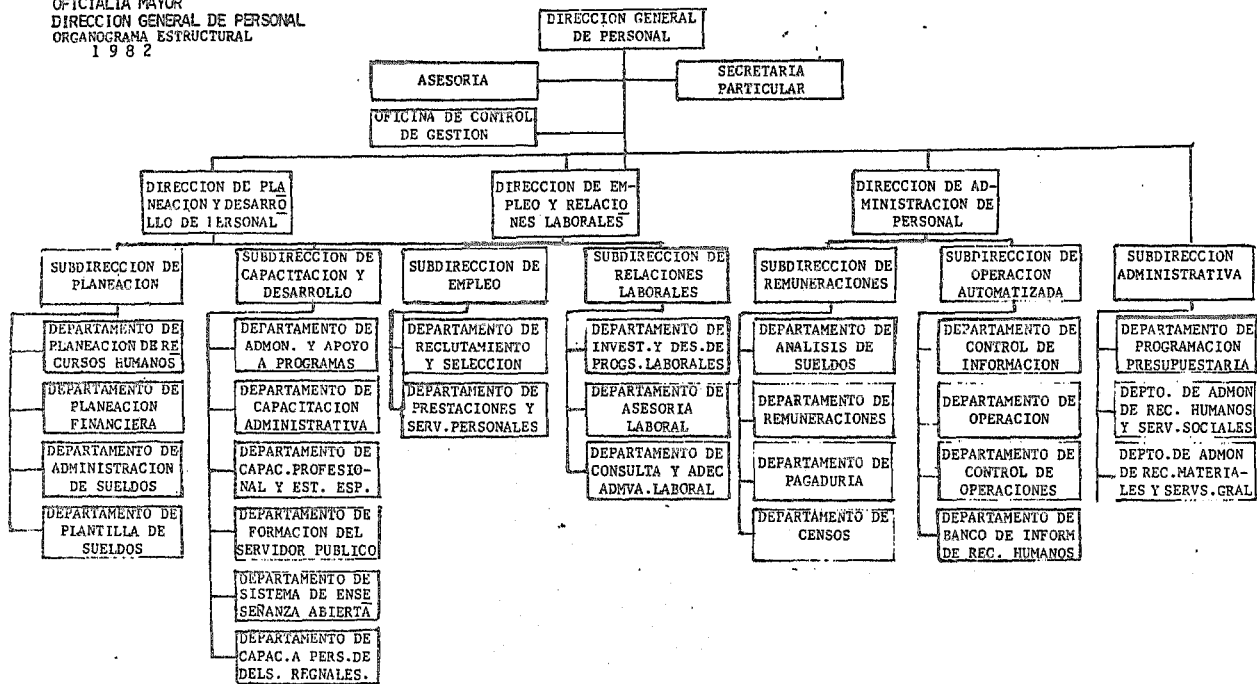 OFICIALIA MAYOR
DIRECCION GENERAL DE PERSONAL
ORGANOGRAMA ESTRUCTURAL
1982
DIRECCION GENERAL
DE PERSONAL
ASESORIA
SECRETARIA
PARTICULAR
OFICINA DE CONTROL
DE GESTION
DIRECCION DE PLA
NEACION Y DESARRO
LLO DE PERSONAL
DIRECCION DE EM-
PLEO Y RELACIO
NES LABORALES
DIRECCION DE AD-
MINISTRACION DE
PERSONAL
SUBDIRECCION DE
PLANEACION
SUBDIRECCION DE
CAPACITACION Y
DESARROLLO
SUBDIRECCION DE
EMPLEO
SUBDIRECCION DE
RELACIONES
LABORALES
SUBDIRECCION DE
REMUNERACIONES
SUBDIRECCION DE
OPERACION
AUTOMATIZADA
SUBDIRECCION
ADMINISTRATIVA
DEPARTAMENTO DE
PLANEACION DE RE
CURSOS HUMANOS
DEPARTAMENTO DE
PLANEACION
FINANCIERA
DEPARTAMENTO DE
ADMINISTRACION
DE SUELDOS
DEPARTAMENTO DE
PLANTILLA DE
SUELDOS
DEPARTAMENTO DE
ADMON. Y APOYO
A PROGRAMAS
DEPARTAMENTO DE
CAPACITACION
ADMINISTRATIVA
DEPARTAMENTO DE
CAPAC.PROFESIO-
NAL Y EST. ESP.
DEPARTAMENTO DE
FORMACION DEL
SERVIDOR PUBLICO
DEPARTAMENTO DE
SISTEMA DE ENSE
SEÑANZA ABIERTA
DEPARTAMENTO DE
CAPAC.A PERS.DE
DELS. REGNALES.
DEPARTAMENTO DE
RECLUTAMIENTO
Y SELECCION
DEPARTAMENTO DE
PRESTACIONES Y
SERV.PERSONALES
DEPARTAMENTO DE
INVEST.Y DES.DE
PROGS.LABORALES
DEPARTAMENTO DE
ASESORIA
LABORAL
DEPARTAMENTO DE
CONSULTA Y ADEC
ADMVA.LABORAL
DEPARTAMENTO DE
ANALISIS DE
SUELDOS
DEPARTAMENTO DE
REMUNERACIONES
DEPARTAMENTO DE
PAGADURIA
DEPARTAMENTO DE
CENSOS
DEPARTAMENTO DE
CONTROL DE
INFORMACION
DEPARTAMENTO DE
OPERACION
DEPARTAMENTO DE
CONTROL DE
OPERACIONES
DEPARTAMENTO DE
BANCO DE INFORM
DE REC. HUMANOS
DEPARTAMENTO DE
PROGRAMACION
PRESUPUESTARIA
DEPTO. DE ADMON
DE REC. HUMANOS
Y SERV.SOCIALES
DEPTO.DE ADMON
DE REC.MATERIA-
LES Y SERVS.GRAL